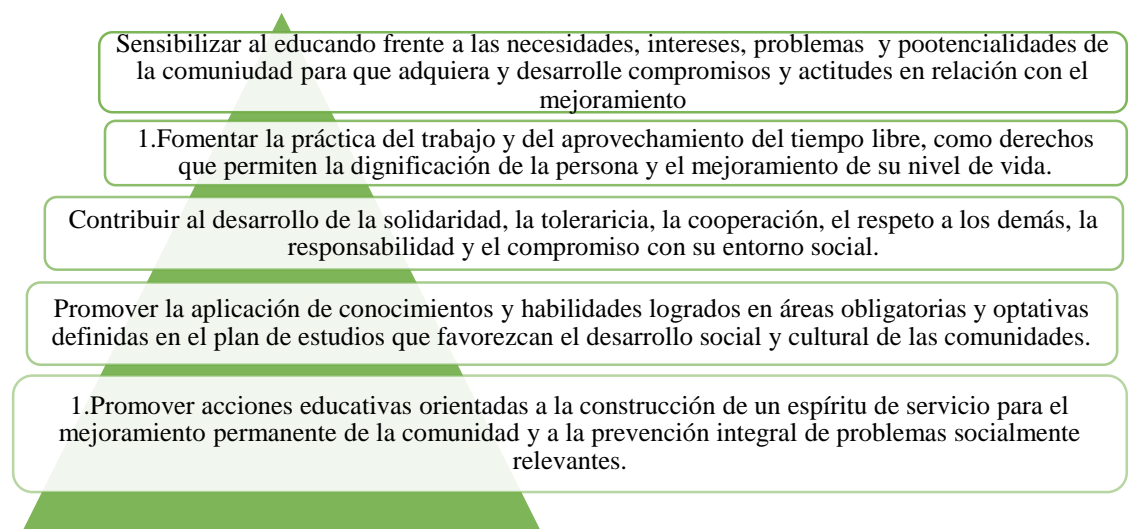 Sensibilizar al educando frente a las necesidades, intereses, problemas  y pootencialidades de
la comuniudad para que adquiera y desarrolle compromisos y actitudes en relación con el
mejoramiento
1.Fomentar la práctica del trabajo y del aprovechamiento del tiempo libre, como derechos
que permiten la dignificación de la persona y el mejoramiento de su nivel de vida.
Contribuir al desarrollo de la solidaridad, la toleraricia, la cooperación, el respeto a los demás, la
responsabilidad y el compromiso con su entorno social.
Promover la aplicación de conocimientos y habilidades logrados en áreas obligatorias y optativas
definidas en el plan de estudios que favorezcan el desarrollo social y cultural de las comunidades.
1.Promover acciones educativas orientadas a la construcción de un espíritu de servicio para el
mejoramiento permanente de la comunidad y a la prevención integral de problemas socialmente
relevantes.